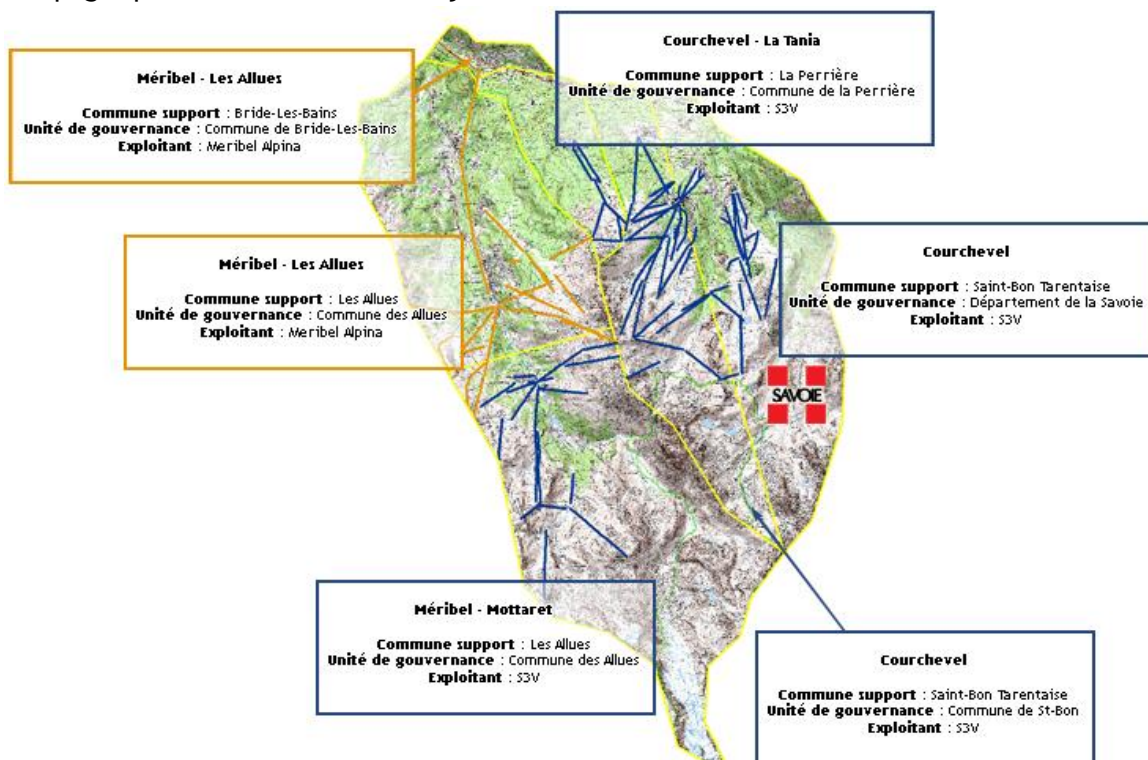 Méribel - Les Allues
Commune support : Bride-Les-Bains
Unité de gouvernance : Commune de Bride-Les-Bains
Exploitant : Meribel Alpina
Courchevel - La Tania
Commune support : La Perrière
Unité de gouvernance : Commune de la Perrière
Exploitant : S3V
Méribel - Les Allues
Commune support : Les Allues
Unité de gouvernance : Commune des Allues
Exploitant : Meribel Alpina
Courchevel
Commune support : Saint-Bon Tarentaise
Unité de gouvernance : Département de la Savoie
Exploitant : S3V
SAVOIE
Méribel - Mottaret
Commune support : Les Allues
Unité de gouvernance : Commune des Allues
Exploitant : S3V
Courchevel
Commune support : Saint-Bon Tarentaise
Unité de gouvernance : Commune de St-Bon
Exploitant : S3V